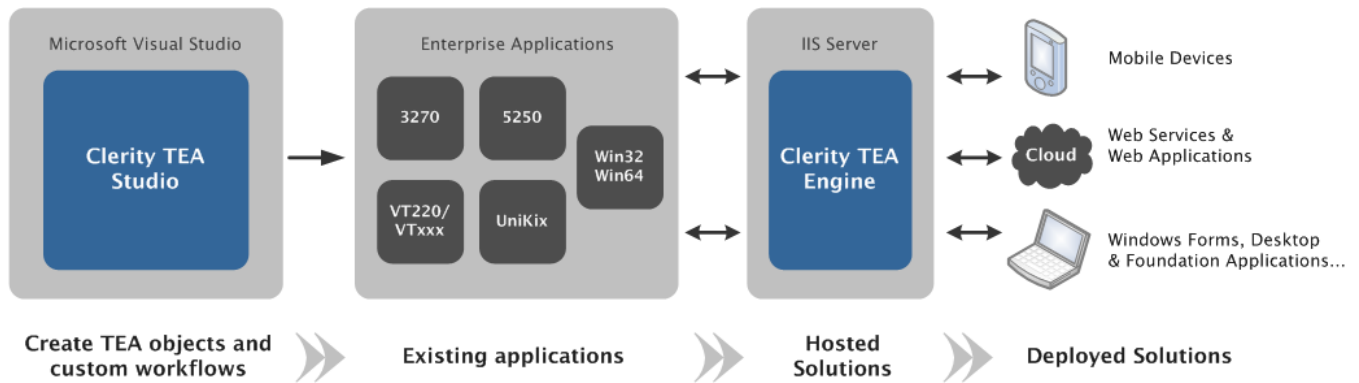 Microsoft Visual Studio
Clerity TEA
Studio
Enterprise Applications
3270
5250
Win32
Win64
VT220/
VTxxx
UniKix
IIS Server
Clerity TEA
Engine
Mobile Devices
Cloud
Web Services &
Web Applications
Windows Forms, Desktop
& Foundation Applications...
Create TEA objects and
custom workflows
Existing applications
Hosted
Solutions
Deployed Solutions